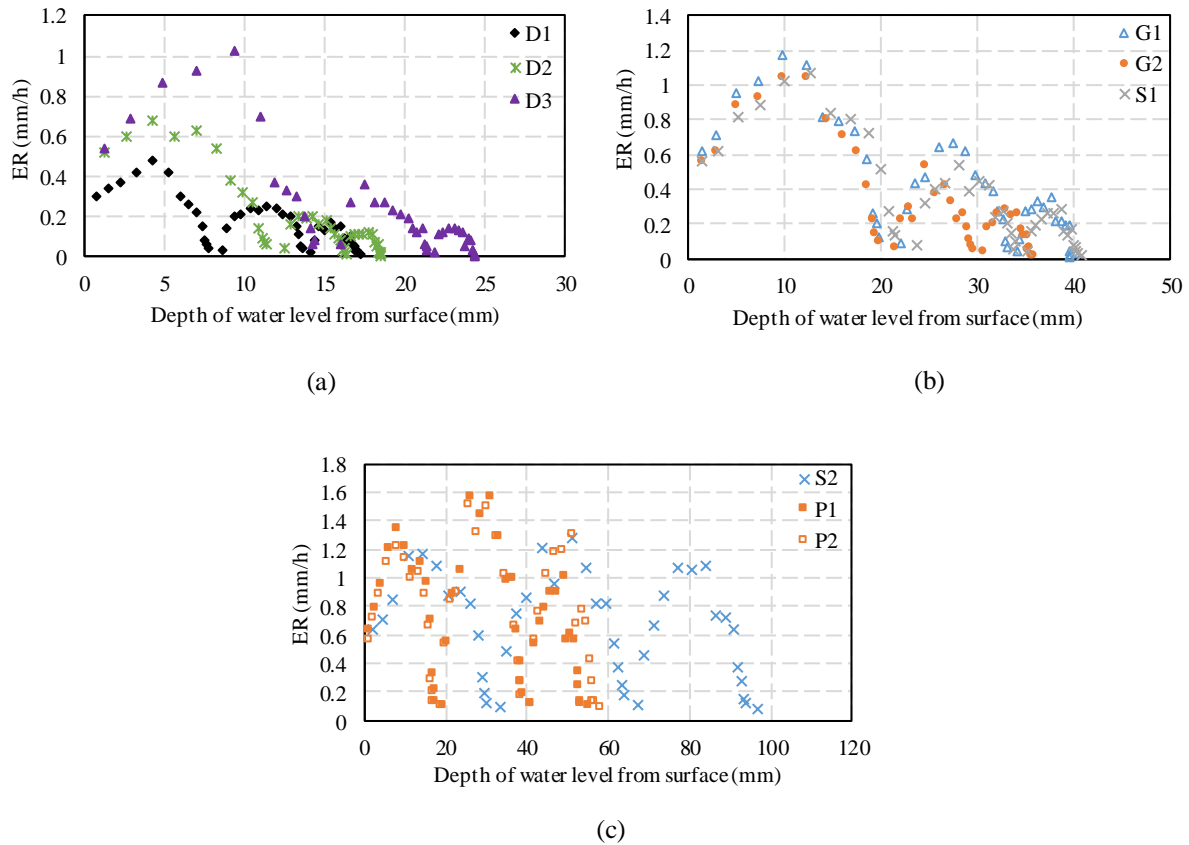 1.2
1
0.8
0.6
0.4
0.2
0
ER (mm/h)
D1
D2
D3
0 5 10 15 20 25 30
Depth of water level from surface (mm)
(a)
1.4
1.2
1
0.8
0.6
0.4
0.2
0
ER (mm/h)
G1
G2
S1
0 10 20 30 40 50
Depth of water level from surface (mm)
(b)
1.8
1.6
1.4
1.2
1
0.8
0.6
0.4
0.2
0
ER (mm/h)
S2
P1
P2
0 20 40 60 80 100 120
Depth of water level from surface (mm)
(c)